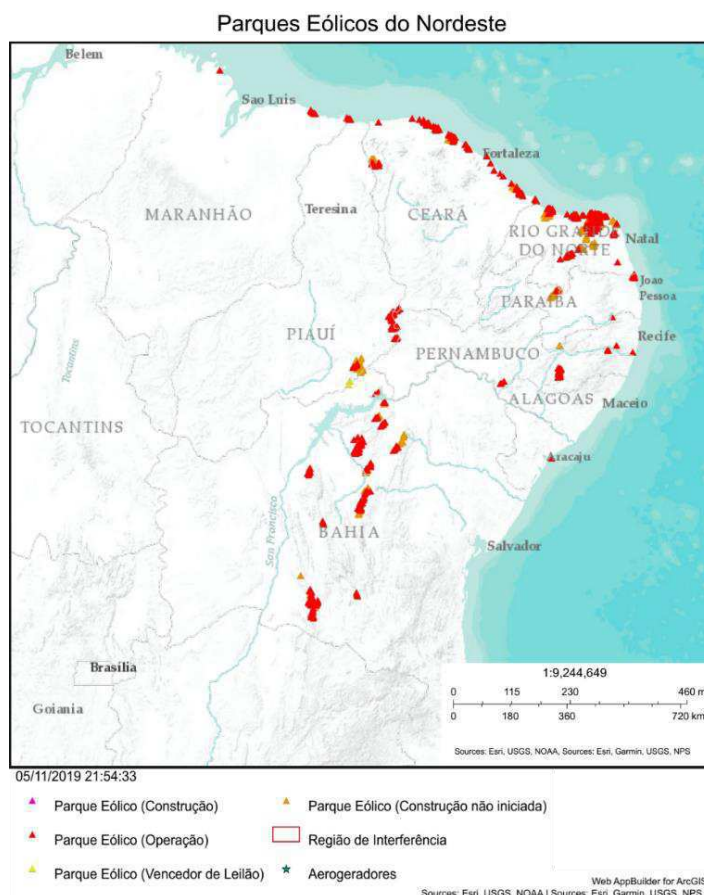 Parques Eólicos do Nordeste
Belem
Sao Luis
Fortaleza
MARANHÃO
Teresina
CEARÁ
RIO GRANDE
DO NORTE
Natal
Joao
Pessoa
PARAÍBA
PIAUÍ
Recife
PERNAMBUCO
Tocantins
ALAGOAS
Maceio
TOCANTINS
Aracaju
San Francisco
BAHIA
Salvador
Brasília
Goiania
1:9,244,649
0 115 230 460 m
0 180 360 720 km
Sources: Esri, USGS, NOAA, Sources: Esri, Garmin, USGS, NPS
05/11/2019 21:54:33
Parque Eólico (Construção)
Parque Eólico (Construção não iniciada)
Parque Eólico (Operação)
Região de Interferência
Parque Eólico (Vencedor de Leilão)
Aerogeradores
Web AppBuilder for ArcGIS
Sources: Esri, USGS, NOAA | Sources: Esri, Garmin, USGS, NPS